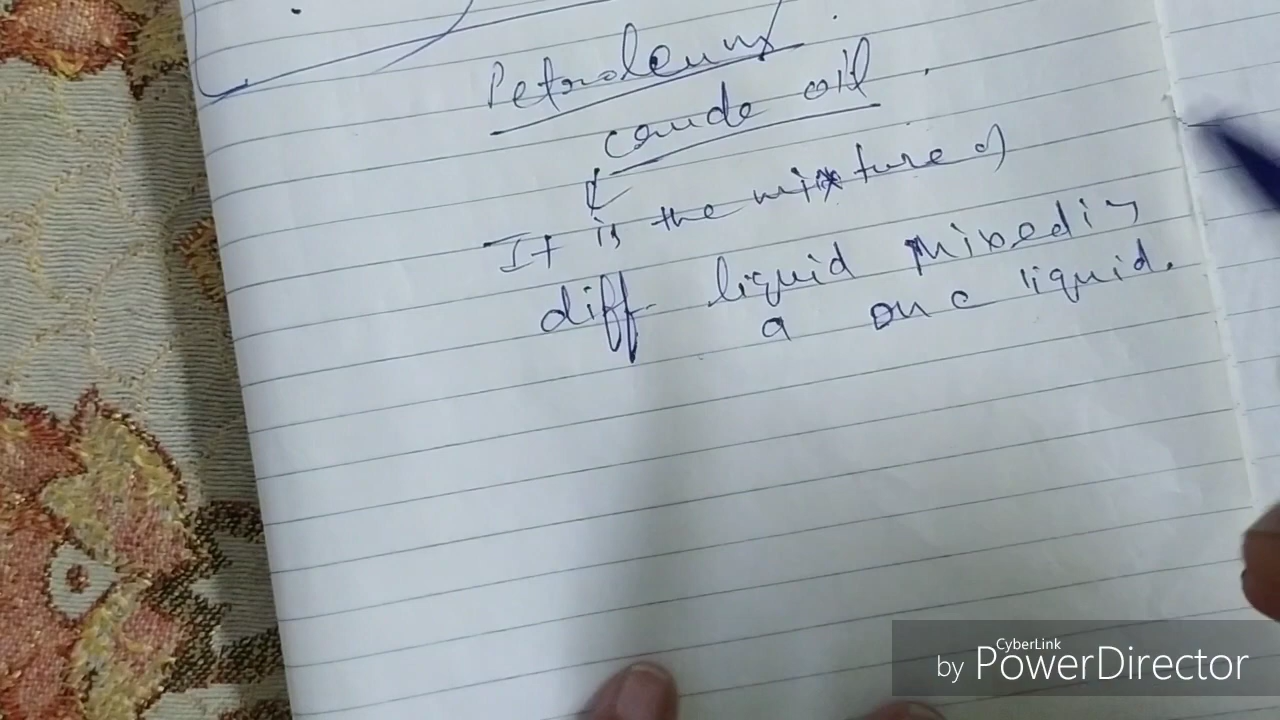 Petroleum
crude oil
It is the mixture of
diff. liquid mixed in
a one liquid.
CyberLink
by PowerDirector